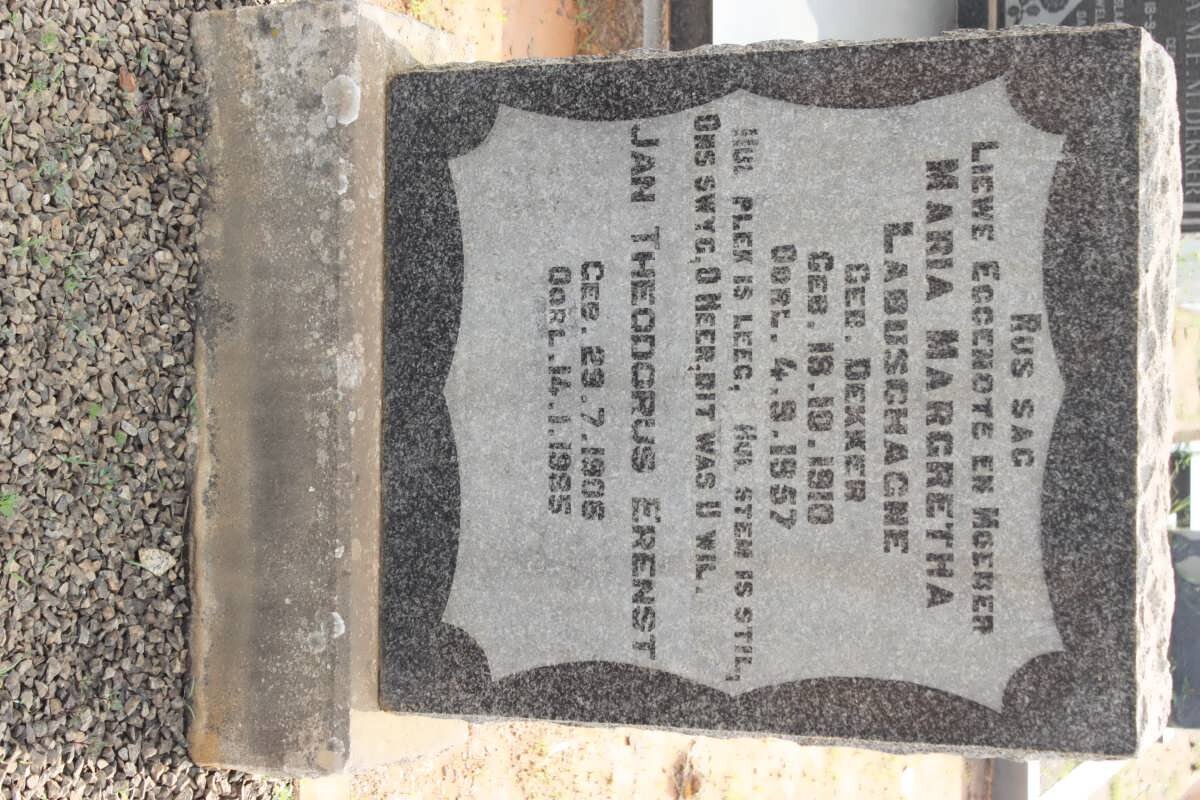 RUS SAG
LIEWE EGGENOTE EN MOEDER
MARIA MARGRETHA
LABUSCHAGNE
GEB. DEKKER
GEB. 16.10.1910
OORL. 4.9.1957
HUL PLEK IS LEEG, HUL STEM IS STIL,
ONS SWYG, O HEER, DIT WAS U WIL.
JAN THEODORUS ERENST
GEB. 29.7.1906
OORL. 14.1.1985